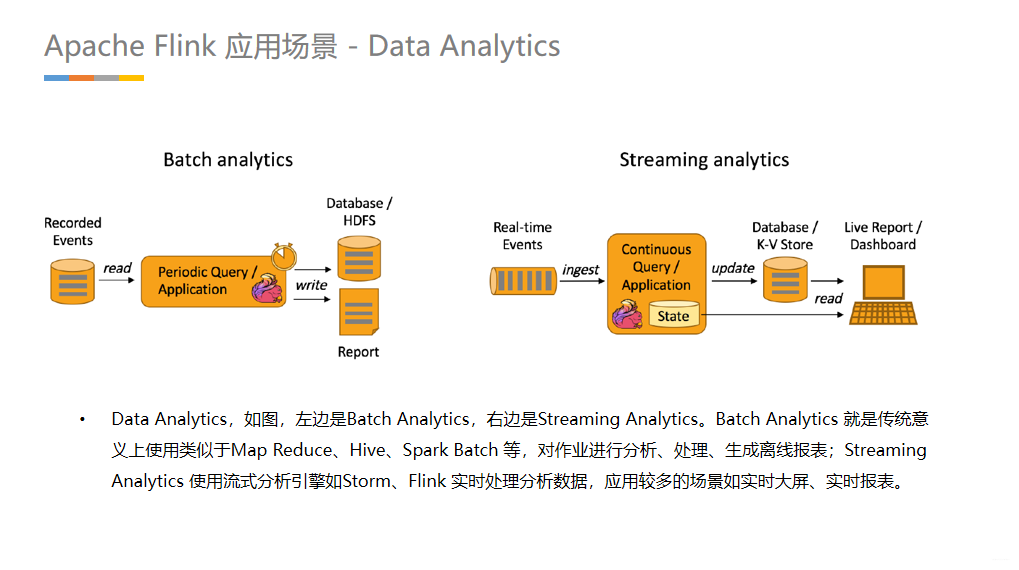 Apache Flink 应用场景 - Data Analytics
Batch analytics
Recorded
Events
read
Periodic Query /
Application
write
Database /
HDFS
Report
Streaming analytics
Real-time
Events
ingest
Continuous
Query /
Application
State
update
Database /
K-V Store
read
Live Report /
Dashboard
• Data Analytics，如图，左边是Batch Analytics，右边是Streaming Analytics。Batch Analytics 就是传统意
义上使用类似于Map Reduce、Hive、Spark Batch 等，对作业进行分析、处理、生成离线报表；Streaming
Analytics 使用流式分析引擎如Storm、Flink 实时处理分析数据，应用较多的场景如实时大屏、实时报表。